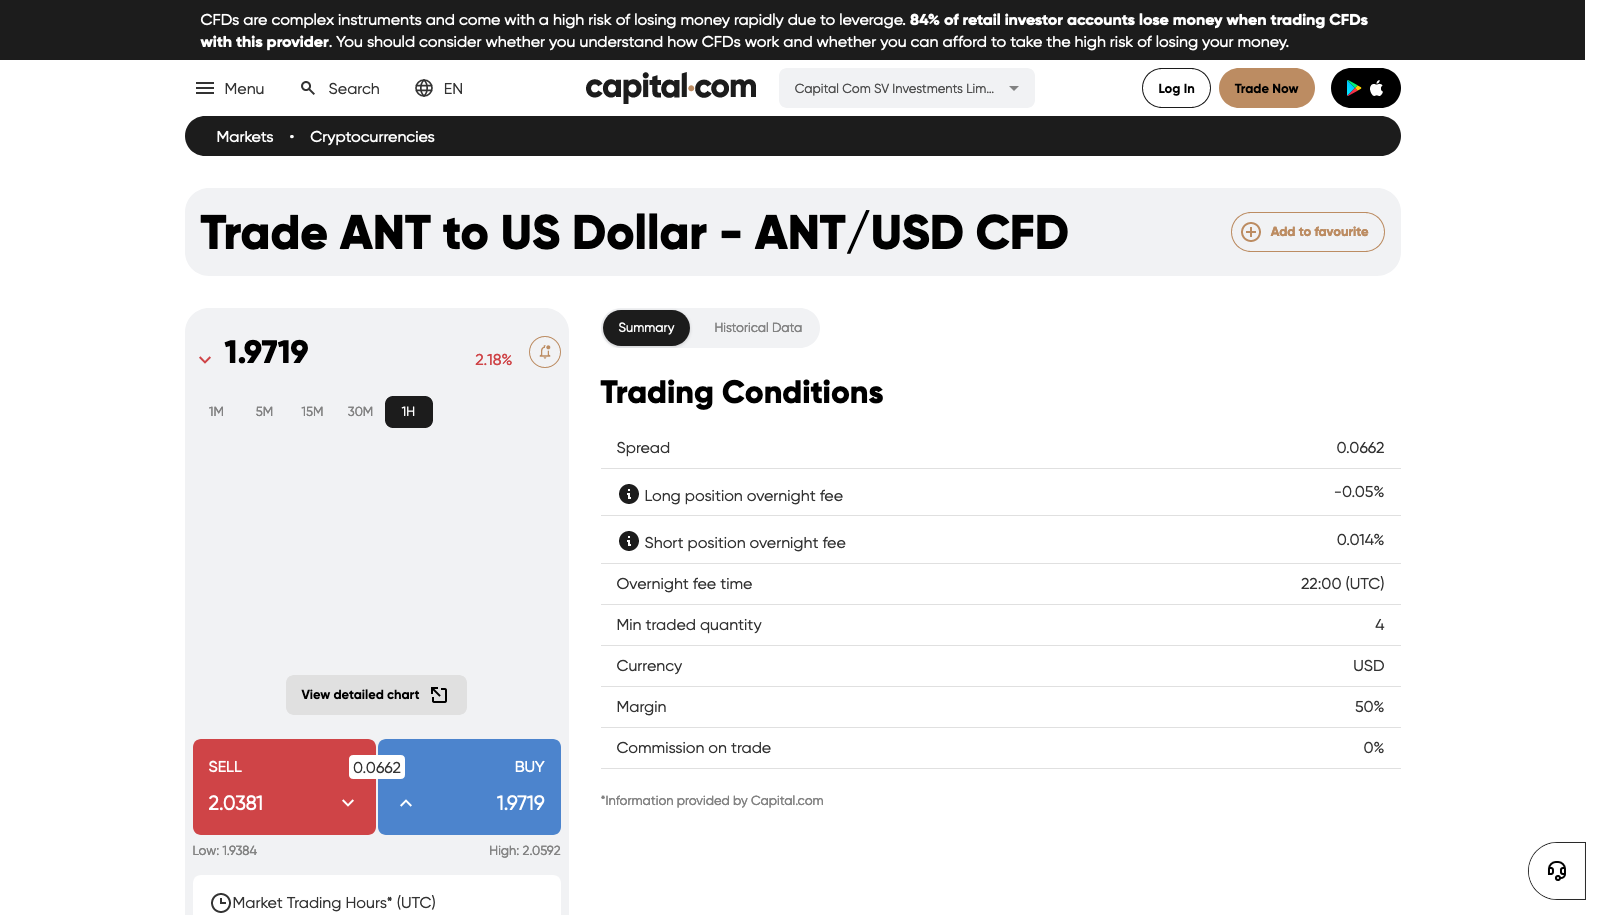 CFDs are complex instruments and come with a high risk of losing money rapidly due to leverage. 84% of retail investor accounts lose money when trading CFDs
with this provider. You should consider whether you understand how CFDs work and whether you can afford to take the high risk of losing your money.
Menu Search EN capital.com Capital Com SV Investments Lim... Log In Trade Now
Markets • Cryptocurrencies
Trade ANT to US Dollar - ANT/USD CFD
Add to favourite
1.9719 2.18%
1M 5M 15M 30M 1H
View detailed chart
SELL 0.0662 BUY
2.0381 1.9719
Low: 1.9384 High: 2.0592
Market Trading Hours* (UTC)
Summary Historical Data
Trading Conditions
Spread 0.0662
Long position overnight fee -0.05%
Short position overnight fee 0.014%
Overnight fee time 22:00 (UTC)
Min traded quantity 4
Currency USD
Margin 50%
Commission on trade 0%
*Information provided by Capital.com